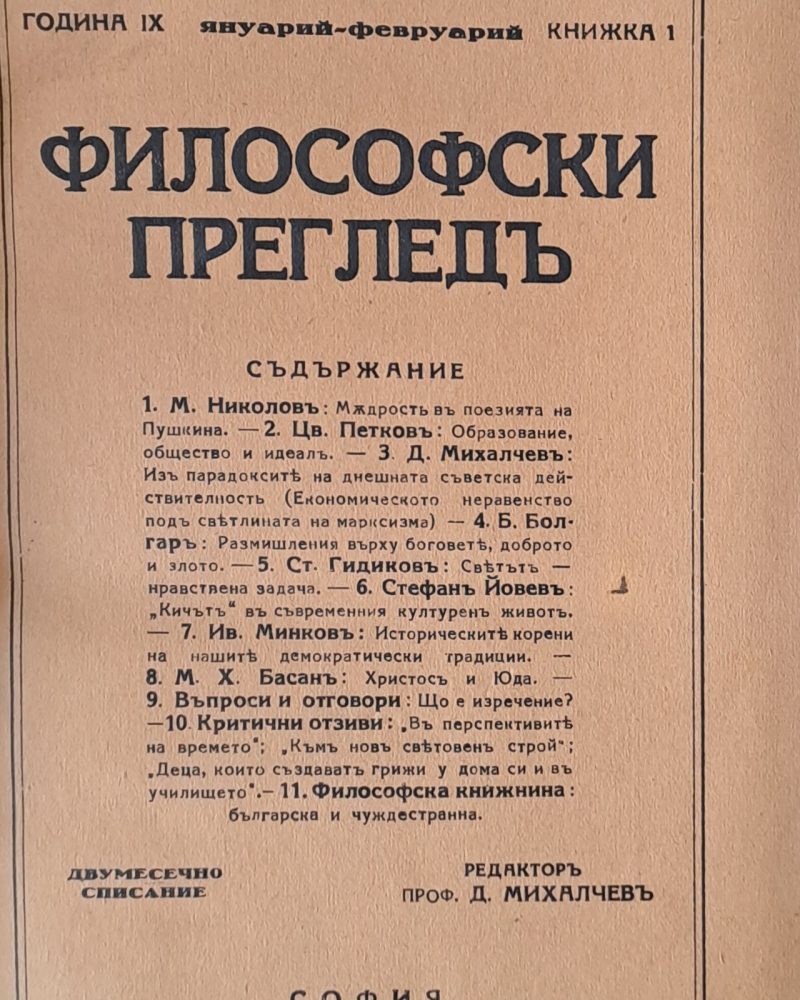 ГОДИНА IX януарий-февруарий КНИЖКА 1
ФИЛОСОФСКИ
ПРЕГЛЕДЪ
СЪДЪРЖАНИЕ
1. М. Николовъ: Мѫдрость въ поезията на
Пушкина. — 2. Цв. Петковъ: Образование,
общество и идеалъ. — 3. Д. Михалчевъ:
Изъ парадокситѣ на днешната съветска дей-
ствителность (Економическото неравенство
подъ свѣтлината на марксизма) — 4. Б. Бол-
гаръ: Размишления върху боговетѣ, доброто
и злото. — 5. Ст. Гидиковъ: Свѣтътъ —
нравствена задача. — 6. Стефанъ Йовевъ:
„Кичътъ“ въ съвременния културенъ животъ.
— 7. Ив. Минковъ: Историческитѣ корени
на нашитѣ демократически традиции. —
8. М. Х. Басанъ: Христосъ и Юда. —
9. Въпроси и отговори: Що е изречение?
—10. Критични отзиви: „Въ перспективитѣ
на времето“; „Къмъ новъ свѣтовенъ строй“;
„Деца, които създаватъ грижи у дома си и въ
училището“.— 11. Философска книжнина:
българска и чуждестранна.
ДВУМЕСЕЧНО
СПИСАНИЕ
РЕДАКТОРЪ
ПРОФ. Д. МИХАЛЧЕВЪ
СОФИЯ